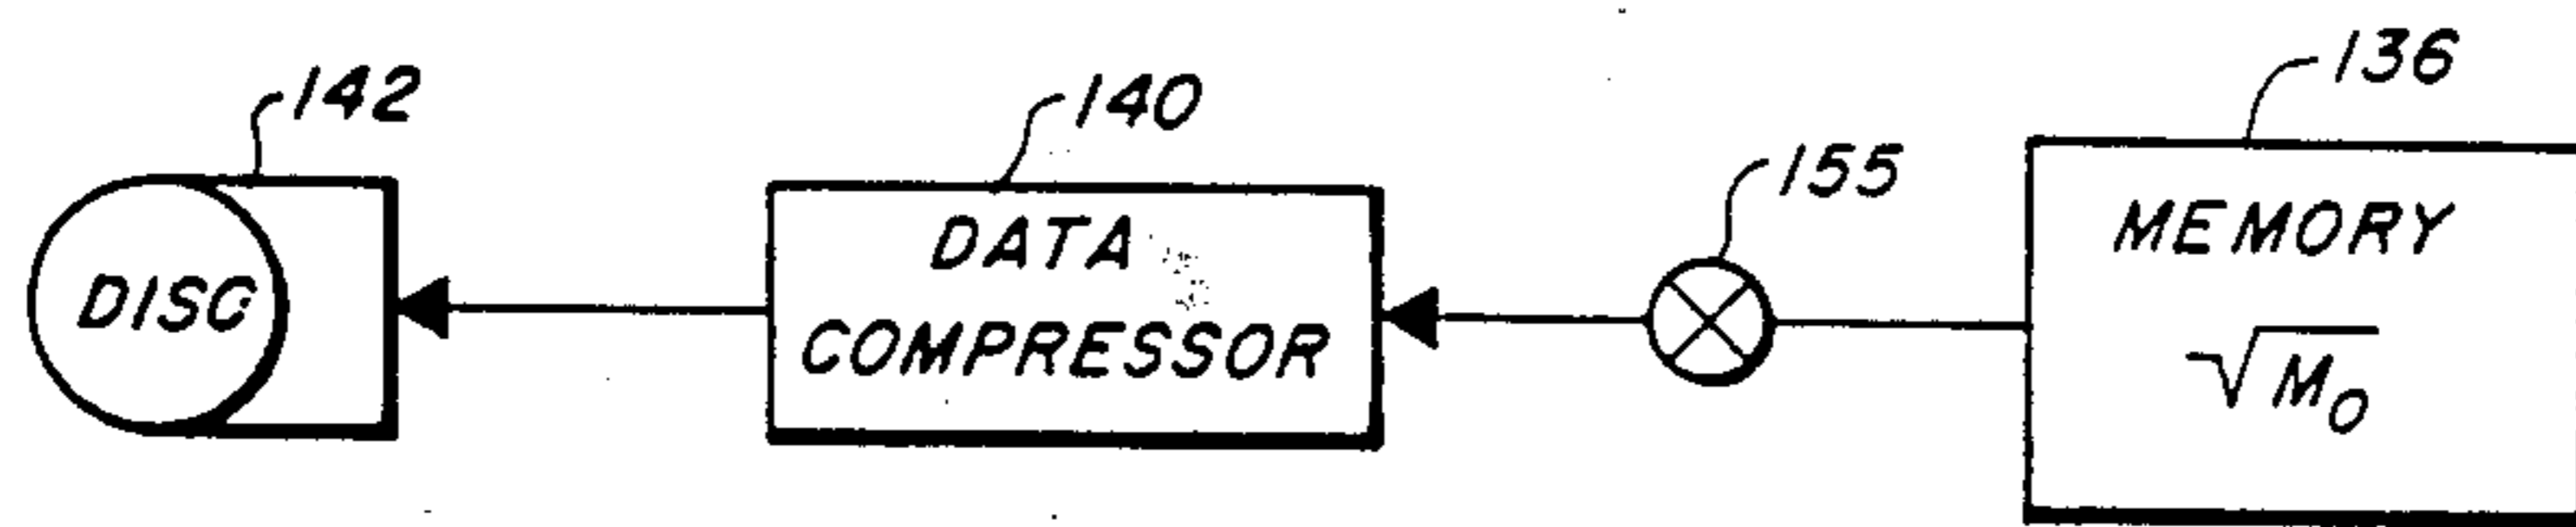 142
140
155
136
DISC
DATA
COMPRESSOR
MEMORY
√M₀